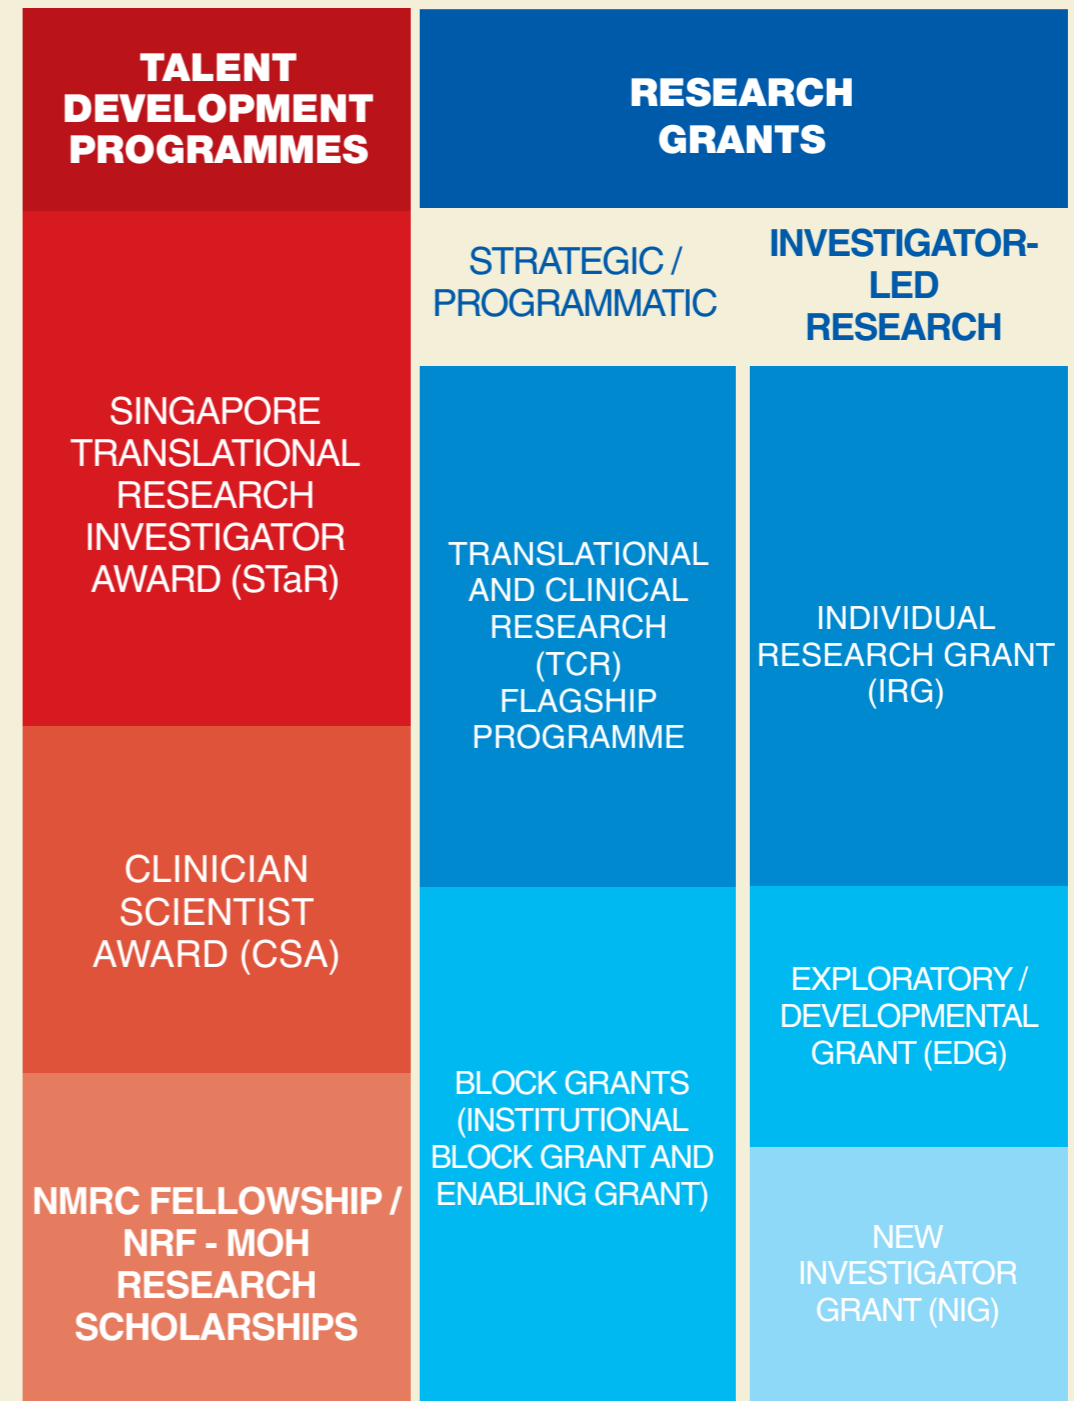 TALENT
DEVELOPMENT
PROGRAMMES
SINGAPORE
TRANSLATIONAL
RESEARCH
INVESTIGATOR
AWARD (STaR)
CLINICIAN
SCIENTIST
AWARD (CSA)
NMRC FELLOWSHIP /
NRF - MOH
RESEARCH
SCHOLARSHIPS
RESEARCH
GRANTS
STRATEGIC /
PROGRAMMATIC
TRANSLATIONAL
AND CLINICAL
RESEARCH
(TCR)
FLAGSHIP
PROGRAMME
BLOCK GRANTS
(INSTITUTIONAL
BLOCK GRANT AND
ENABLING GRANT)
INVESTIGATOR-
LED
RESEARCH
INDIVIDUAL
RESEARCH GRANT
(IRG)
EXPLORATORY /
DEVELOPMENTAL
GRANT (EDG)
NEW
INVESTIGATOR
GRANT (NIG)